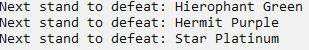 Next stand to defeat: Hierophant Green
Next stand to defeat: Hermit Purple
Next stand to defeat: Star Platinum